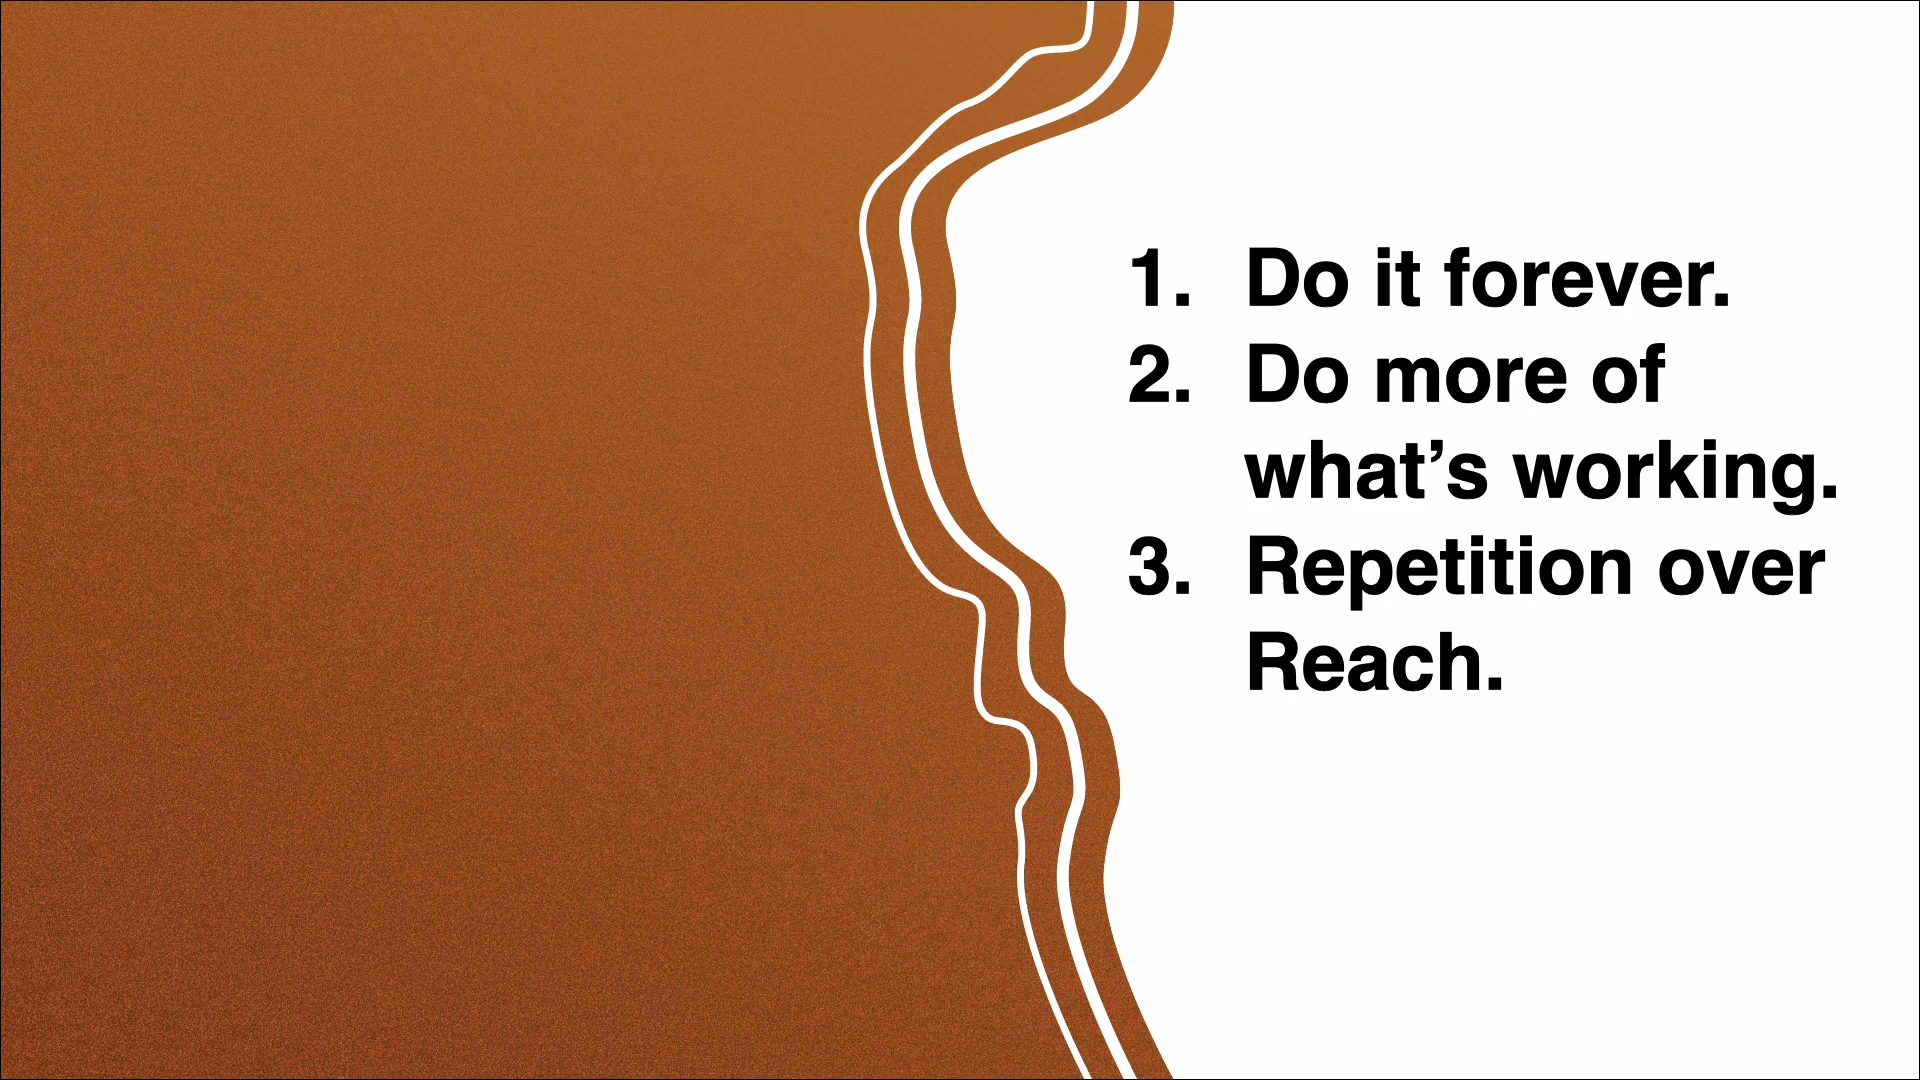 1. Do it forever.
2. Do more of
what’s working.
3. Repetition over
Reach.